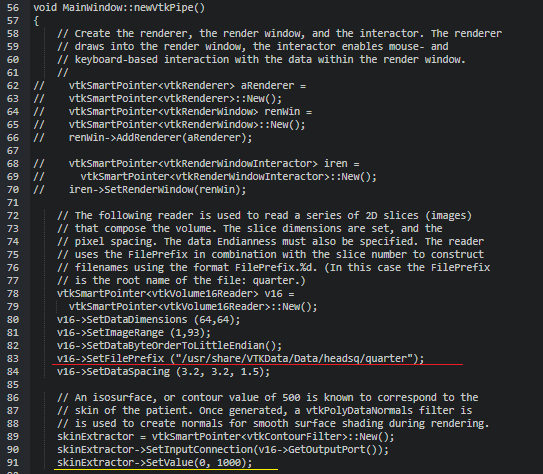 56 void MainWindow::newVtkPipe()
57 {
58     // Create the renderer, the render window, and the interactor. The renderer
59     // draws into the render window, the interactor enables mouse- and
60     // keyboard-based interaction with the data within the render window.
61     //
62 //    vtkSmartPointer<vtkRenderer> aRenderer =
63 //    vtkSmartPointer<vtkRenderer>::New();
64 //    vtkSmartPointer<vtkRenderWindow> renWin =
65 //    vtkSmartPointer<vtkRenderWindow>::New();
66 //    renWin->AddRenderer(aRenderer);
67
68 //    vtkSmartPointer<vtkRenderWindowInteractor> iren =
69 //      vtkSmartPointer<vtkRenderWindowInteractor>::New();
70 //    iren->SetRenderWindow(renWin);
71
72     // The following reader is used to read a series of 2D slices (images)
73     // that compose the volume. The slice dimensions are set, and the
74     // pixel spacing. The data Endianness must also be specified. The reader
75     // uses the FilePrefix in combination with the slice number to construct
76     // filenames using the format FilePrefix.%d. (In this case the FilePrefix
77     // is the root name of the file: quarter.)
78     vtkSmartPointer<vtkVolume16Reader> v16 =
79       vtkSmartPointer<vtkVolume16Reader>::New();
80     v16->SetDataDimensions (64,64);
81     v16->SetImageRange (1,93);
82     v16->SetDataByteOrderToLittleEndian();
83     v16->SetFilePrefix ("/usr/share/VTKData/Data/headsq/quarter");
84     v16->SetDataSpacing (3.2, 3.2, 1.5);
85
86     // An isosurface, or contour value of 500 is known to correspond to the
87     // skin of the patient. Once generated, a vtkPolyDataNormals filter is
88     // is used to create normals for smooth surface shading during rendering.
89     skinExtractor = vtkSmartPointer<vtkContourFilter>::New();
90     skinExtractor->SetInputConnection(v16->GetOutputPort());
91     skinExtractor->SetValue(0, 1000);